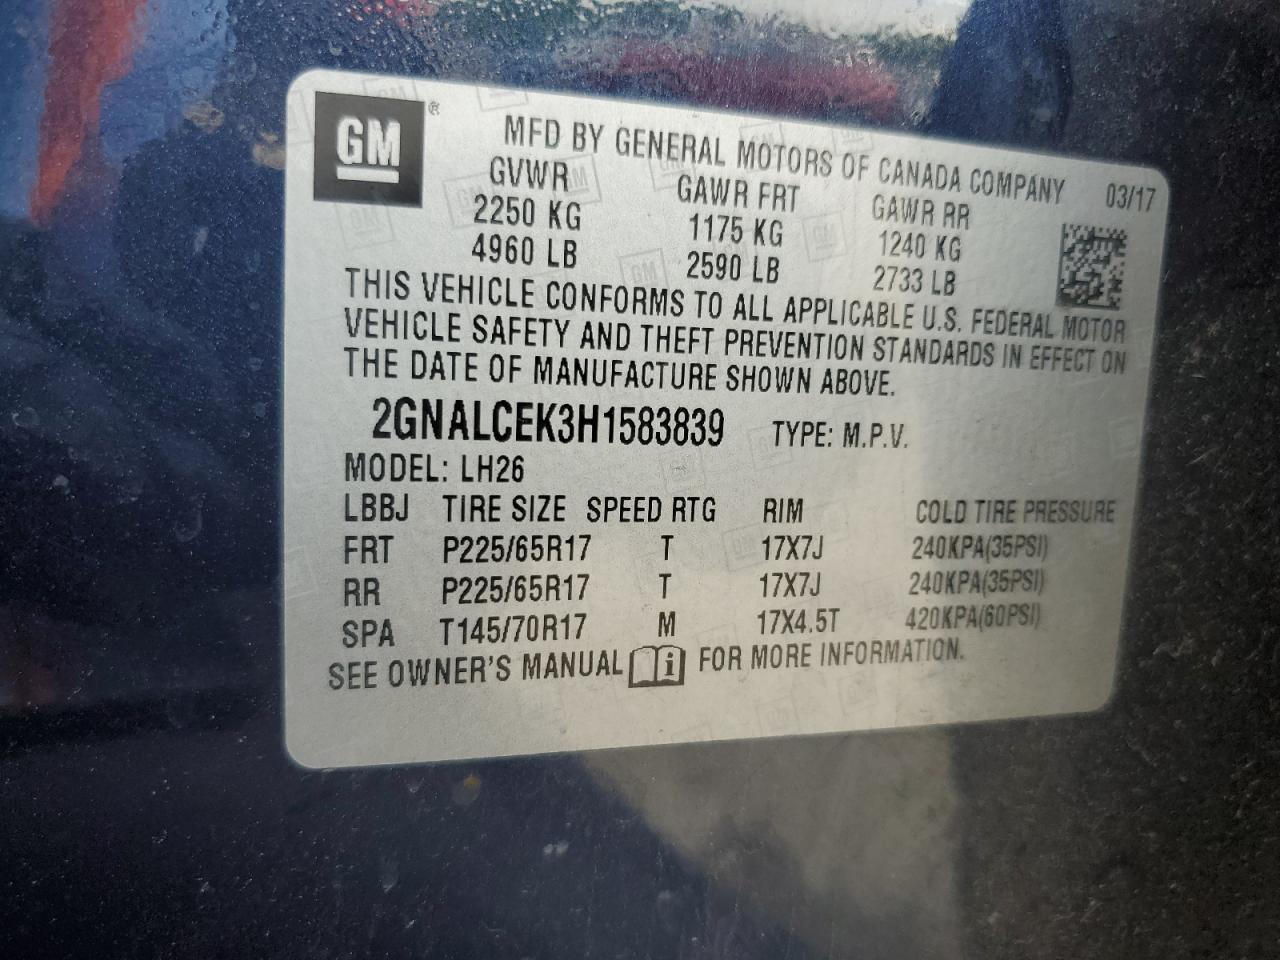 GM®
MFD BY GENERAL MOTORS OF CANADA COMPANY 03/17
GVWR GAWR FRT GAWR RR
2250 KG 1175 KG 1240 KG
4960 LB 2590 LB 2733 LB
THIS VEHICLE CONFORMS TO ALL APPLICABLE U.S. FEDERAL MOTOR
VEHICLE SAFETY AND THEFT PREVENTION STANDARDS IN EFFECT ON
THE DATE OF MANUFACTURE SHOWN ABOVE.
2GNALCEK3H1583839 TYPE: M.P.V.
MODEL: LH26
LBBJ TIRE SIZE SPEED RTG RIM COLD TIRE PRESSURE
FRT P225/65R17 T 17X7J 240KPA(35PSI)
RR P225/65R17 T 17X7J 240KPA(35PSI)
SPA T145/70R17 M 17X4.5T 420KPA(60PSI)
SEE OWNER'S MANUAL i FOR MORE INFORMATION.